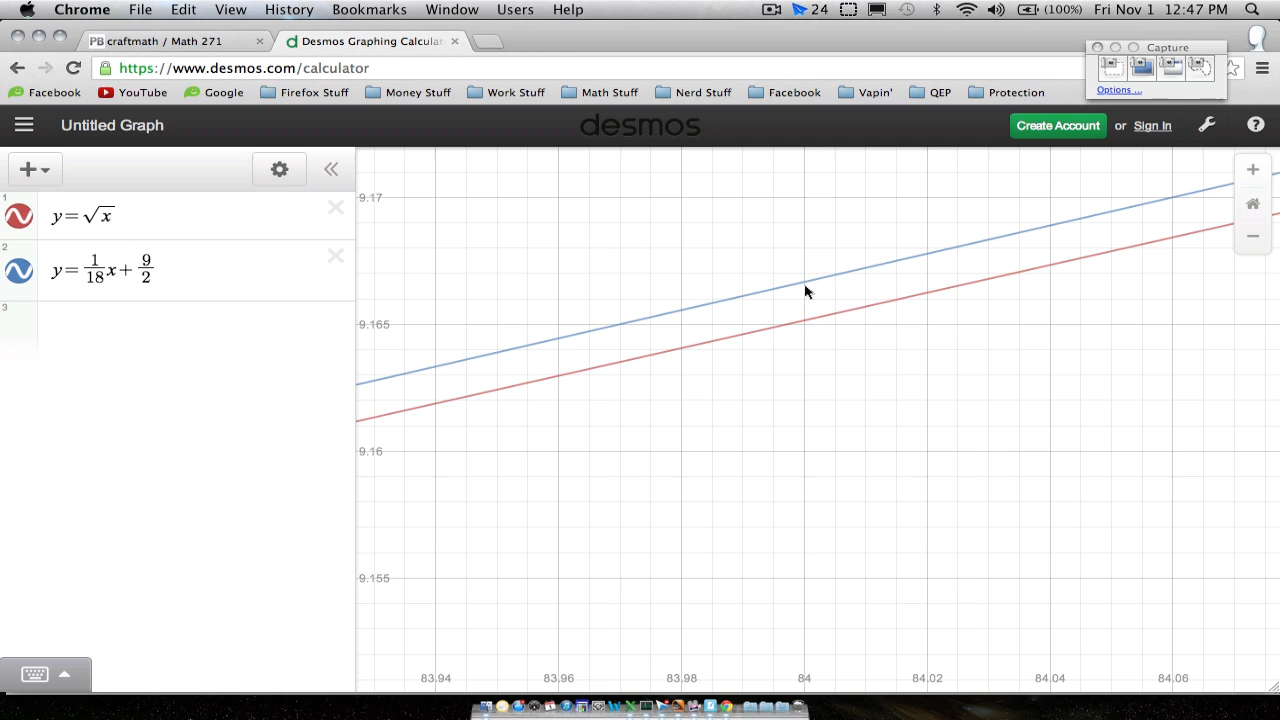 Chrome File Edit View History Bookmarks Window Users Help 24 (100%) Fri Nov 1 12:47 PM
PB craftmath / Math 271 × d Desmos Graphing Calculat ×
Capture
https://www.desmos.com/calculator
Options ...
Facebook YouTube Google Firefox Stuff Money Stuff Work Stuff Math Stuff Nerd Stuff Facebook Vapin' QEP Protection
Untitled Graph desmos Create Account or Sign In ?
1 y=√x
2 y=1/18x+9/2
3
9.17
9.165
9.16
9.155
83.94 83.96 83.98 84 84.02 84.04 84.06